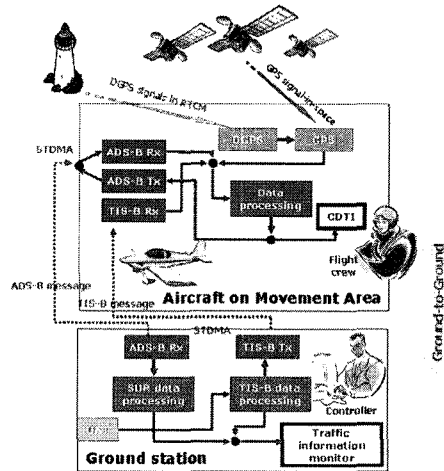 DGPS signals in RTCM
GPS signal-in-space
STDMA
ADS-B Rx
ADS-B Tx
TIS-B Rx
DGPS
GPS
Data
processing
CDTI
Flight
crew
Aircraft on Movement Area
ADS-B message
TIS-B message
Ground-to-Ground
STDMA
ADS-B Rx
TIS-B Tx
SUR data
processing
TIS-B data
processing
Controller
Traffic
information
monitor
Ground station